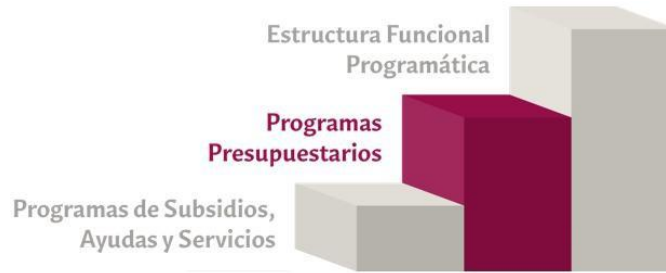 Estructura Funcional
Programática
Programas
Presupuestarios
Programas de Subsidios,
Ayudas y Servicios